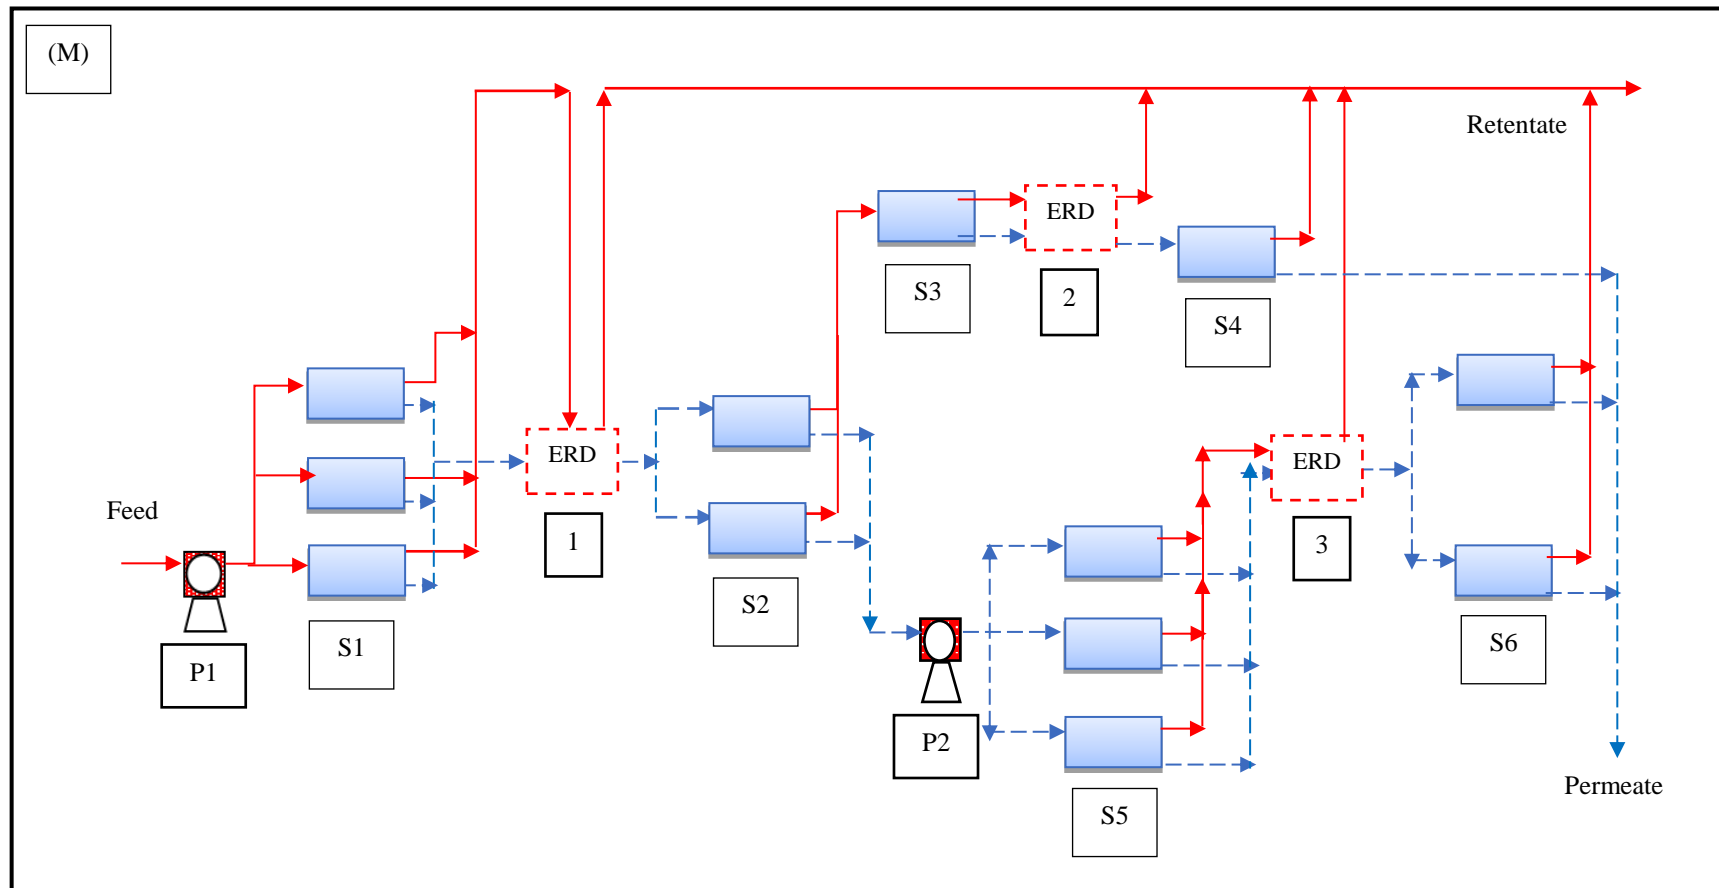 (M)
Retentate
ERD
S3
2
S4
ERD
ERD
Feed
1
3
S2
S1
S6
P1
P2
Permeate
S5